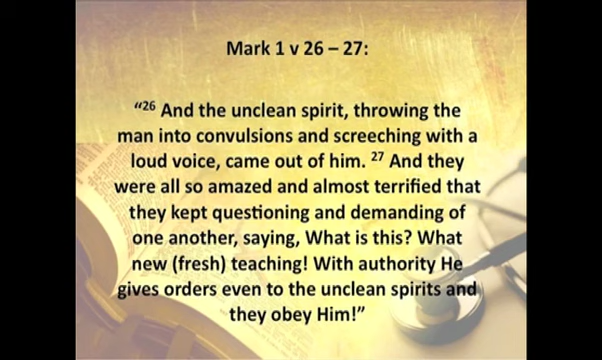 Mark 1 v 26 – 27:
“26 And the unclean spirit, throwing the
man into convulsions and screeching with a
loud voice, came out of him. 27 And they
were all so amazed and almost terrified that
they kept questioning and demanding of
one another, saying, What is this? What
new (fresh) teaching! With authority He
gives orders even to the unclean spirits and
they obey Him!”